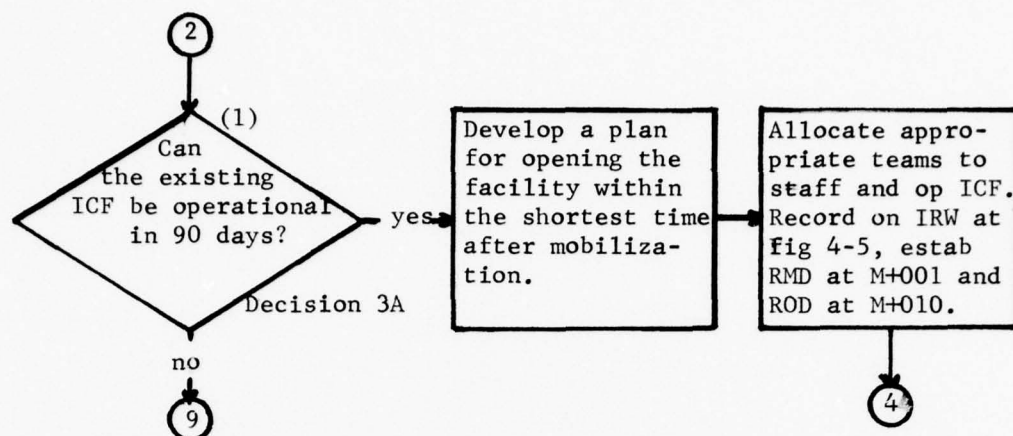 2
(1)
Can
the existing
ICF be operational
in 90 days?
yes
Decision 3A
no
9
Develop a plan
for opening the
facility within
the shortest time
after mobiliza-
tion.
Allocate appro-
priate teams to
staff and op ICF.
Record on IRW at
fig 4-5, estab
RMD at M+001 and
ROD at M+010.
4